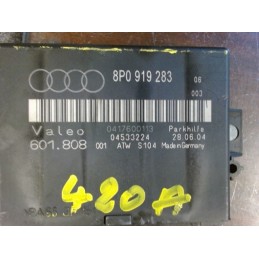 8P0 919 283 08
003
Valeo 0417600113 Parkhilfe
04533224 28.06.04
601.808 001 ATW S104 Made in Germany
420A